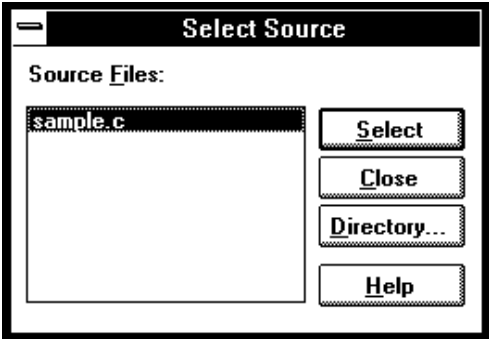 Select Source
Source Files:
sample.c
Select
Close
Directory...
Help